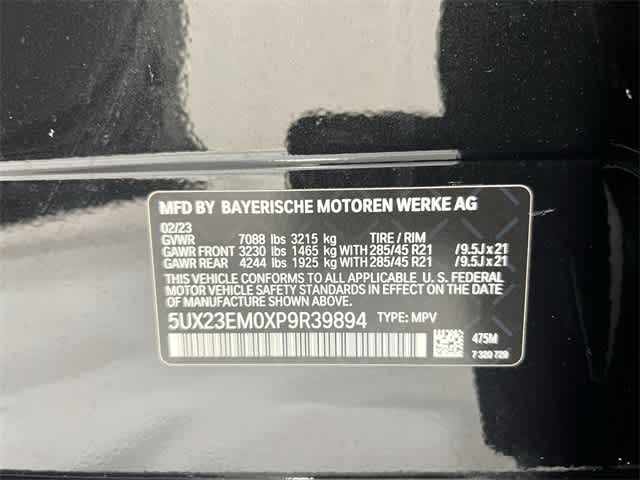 MFD BY BAYERISCHE MOTOREN WERKE AG
02/23
GVWR 7088 lbs 3215 kg TIRE / RIM
GAWR FRONT 3230 lbs 1465 kg WITH 285/45 R21 /9.5J x 21
GAWR REAR 4244 lbs 1925 kg WITH 285/45 R21 /9.5J x 21
THIS VEHICLE CONFORMS TO ALL APPLICABLE U. S. FEDERAL
MOTOR VEHICLE SAFETY STANDARDS IN EFFECT ON THE DATE OF
MANUFACTURE SHOWN ABOVE.
5UX23EM0XP9R39894 TYPE: MPV
475M
7 320 720